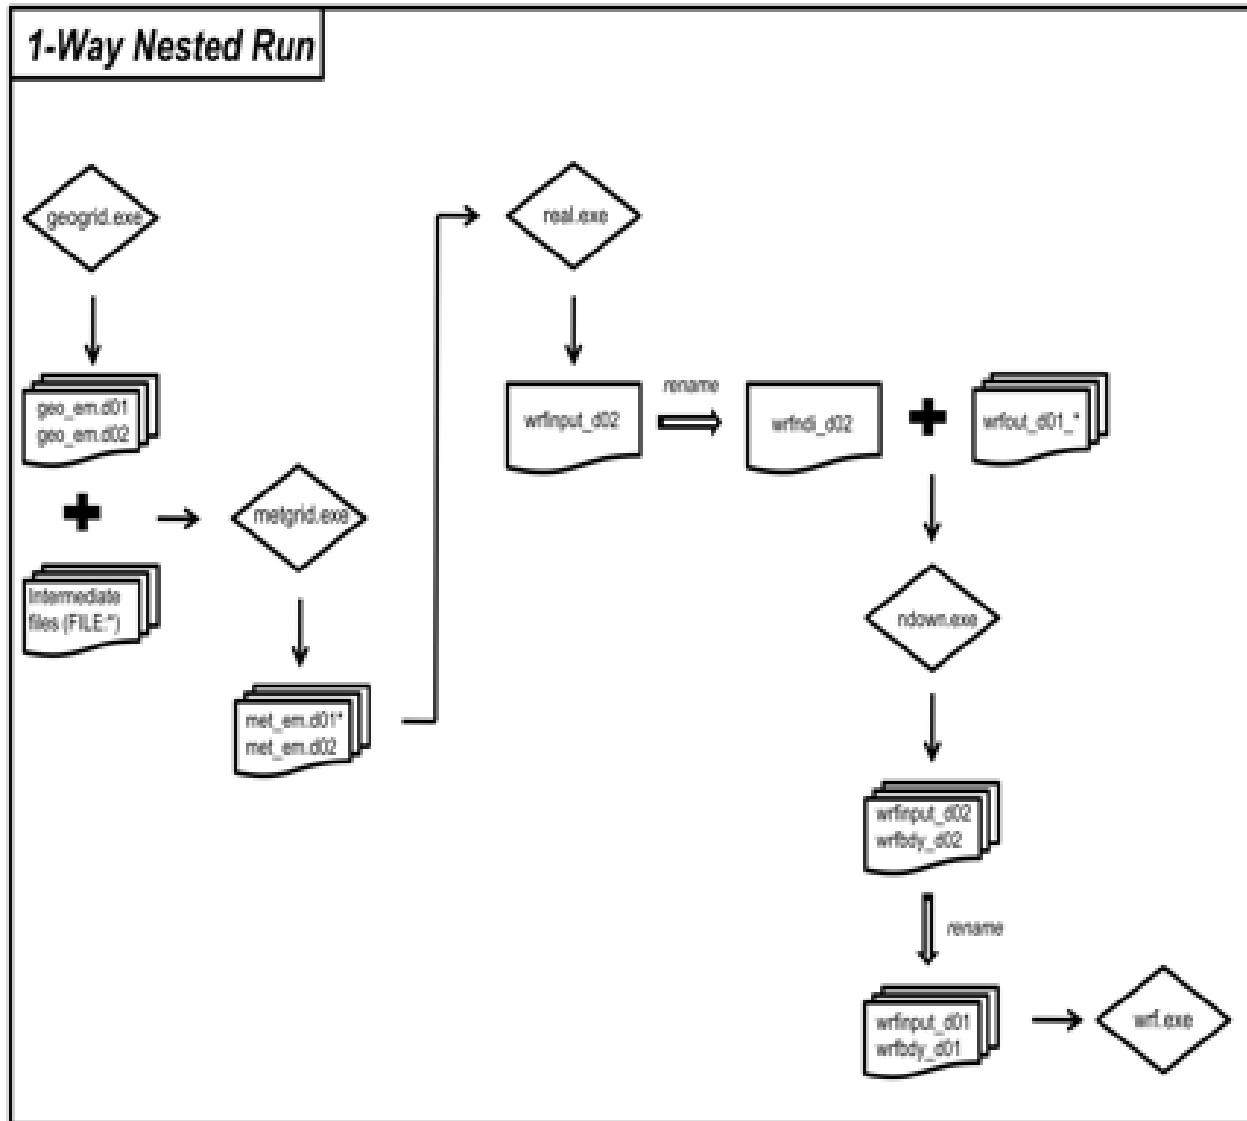 1-Way Nested Run
geogrid.exe
geo_em.d01
geo_em.d02
Intermediate
files (FILE:*)
metgrid.exe
met_em.d01*
met_em.d02
real.exe
wrfinput_d02
rename
wrfndi_d02
wrfout_d01_*
ndown.exe
wrfinput_d02
wrfbdy_d02
rename
wrfinput_d01
wrfbdy_d01
wrf.exe